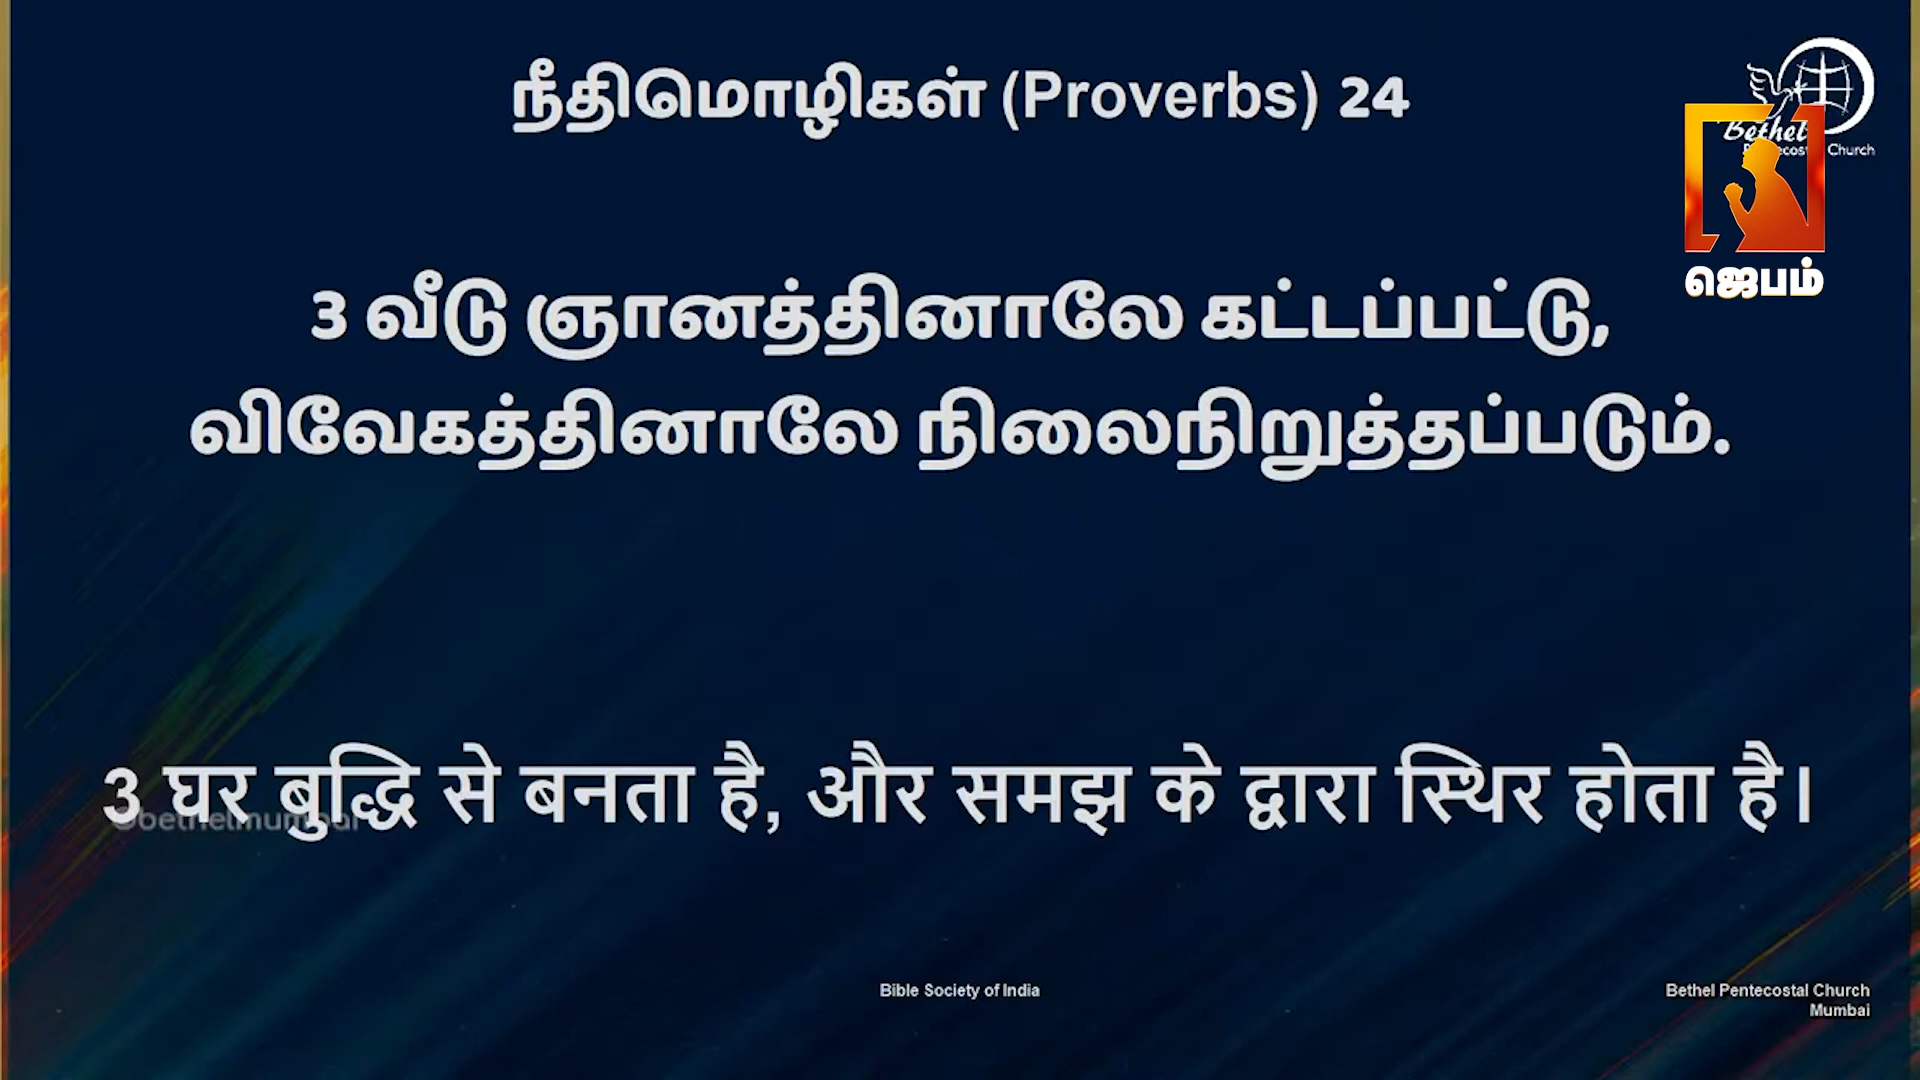 நீதிமொழிகள் (Proverbs) 24
Bethel
Church
ஜெபம்
3 வீடு ஞானத்தினாலே கட்டப்பட்டு,
விவேகத்தினாலே நிலைநிறுத்தப்படும்.
3 घर बुद्धि से बनता है, और समझ के द्वारा स्थिर होता है।
@bethelmumbai
Bible Society of India
Bethel Pentecostal Church
Mumbai